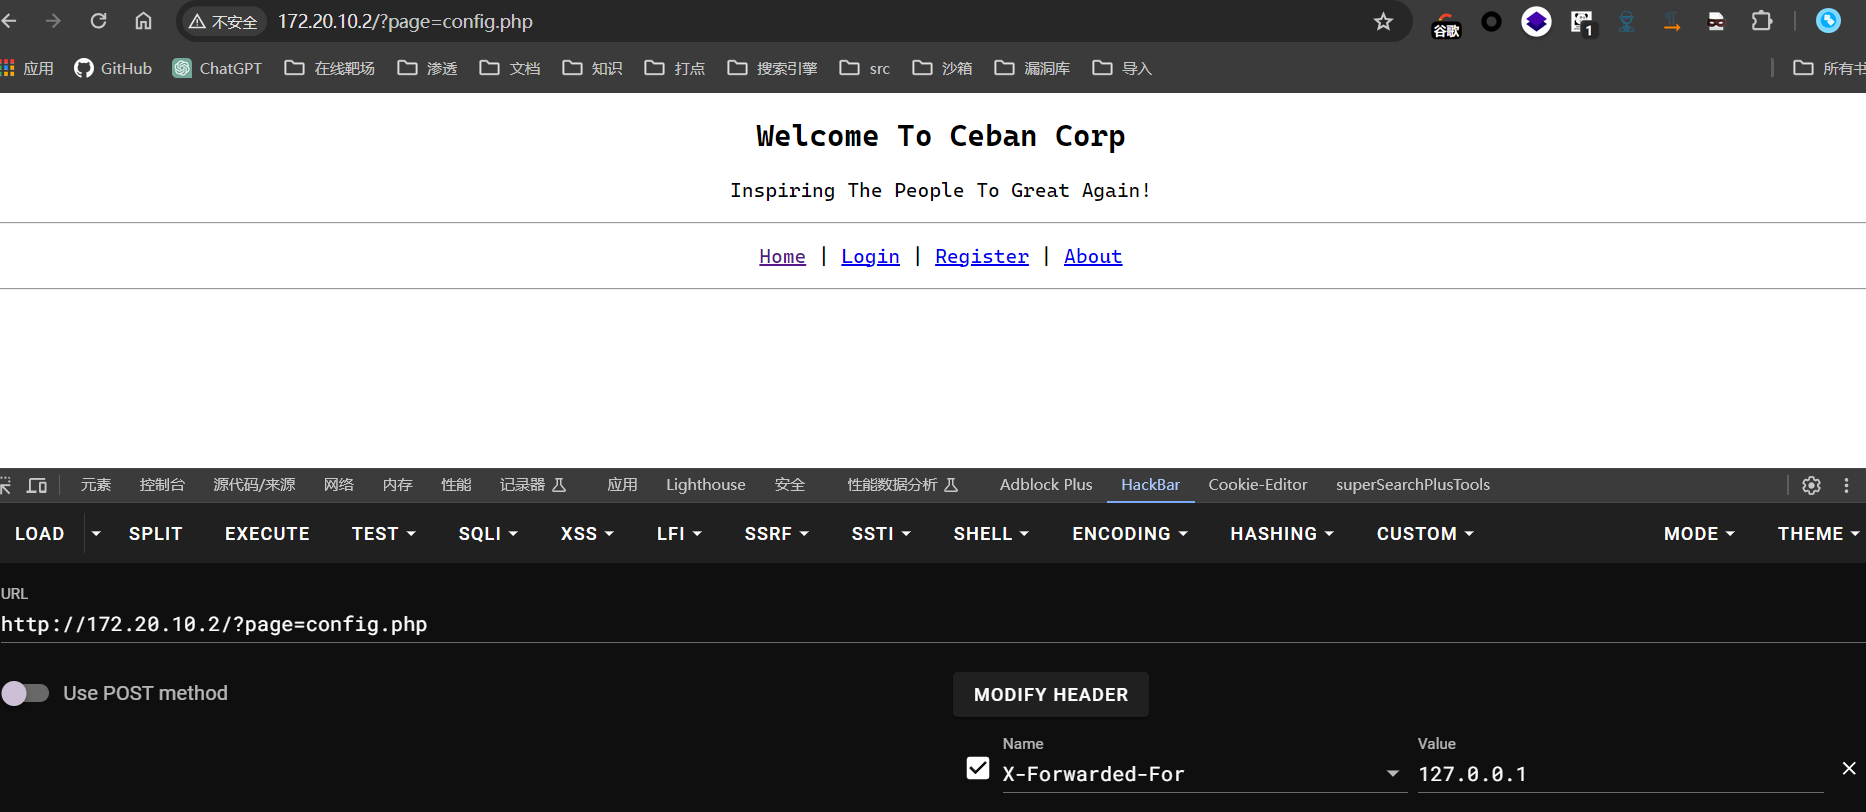 不安全 172.20.10.2/?page=config.php 谷歌 1
应用 GitHub ChatGPT 在线靶场 渗透 文档 知识 打点 搜索引擎 src 沙箱 漏洞库 导入 所有书
Welcome To Ceban Corp
Inspiring The People To Great Again!
Home | Login | Register | About
元素 控制台 源代码/来源 网络 内存 性能 记录器 应用 Lighthouse 安全 性能数据分析 Adblock Plus HackBar Cookie-Editor superSearchPlusTools
LOAD SPLIT EXECUTE TEST SQLI XSS LFI SSRF SSTI SHELL ENCODING HASHING CUSTOM MODE THEME
URL
http://172.20.10.2/?page=config.php
Use POST method MODIFY HEADER
Name Value
X-Forwarded-For 127.0.0.1